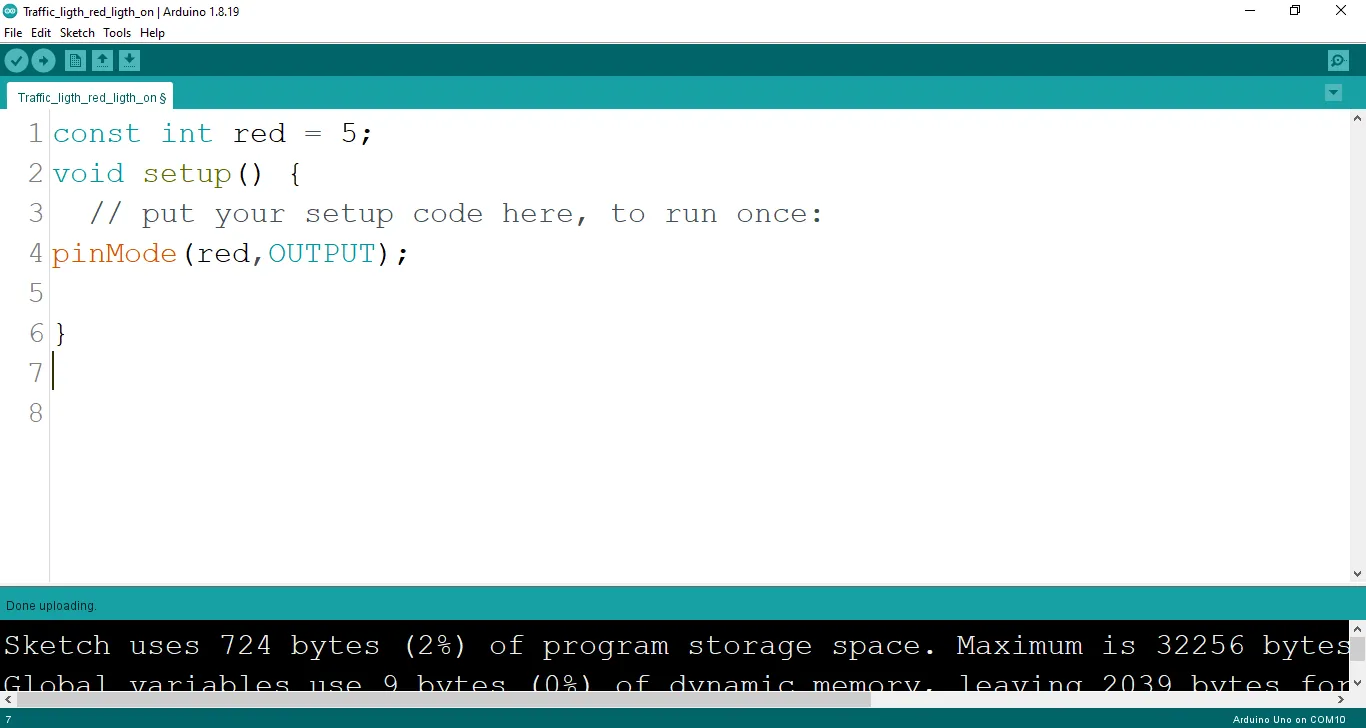 Traffic_ligth_red_ligth_on | Arduino 1.8.19
File Edit Sketch Tools Help
Traffic_ligth_red_ligth_on §
1 const int red = 5;
2 void setup() {
3 // put your setup code here, to run once:
4 pinMode(red,OUTPUT);
5
6 }
7
8
Done uploading.
Sketch uses 724 bytes (2%) of program storage space. Maximum is 32256 bytes
Global variables use 9 bytes (0%) of dynamic memory, leaving 2039 bytes for
7
Arduino Uno on COM10